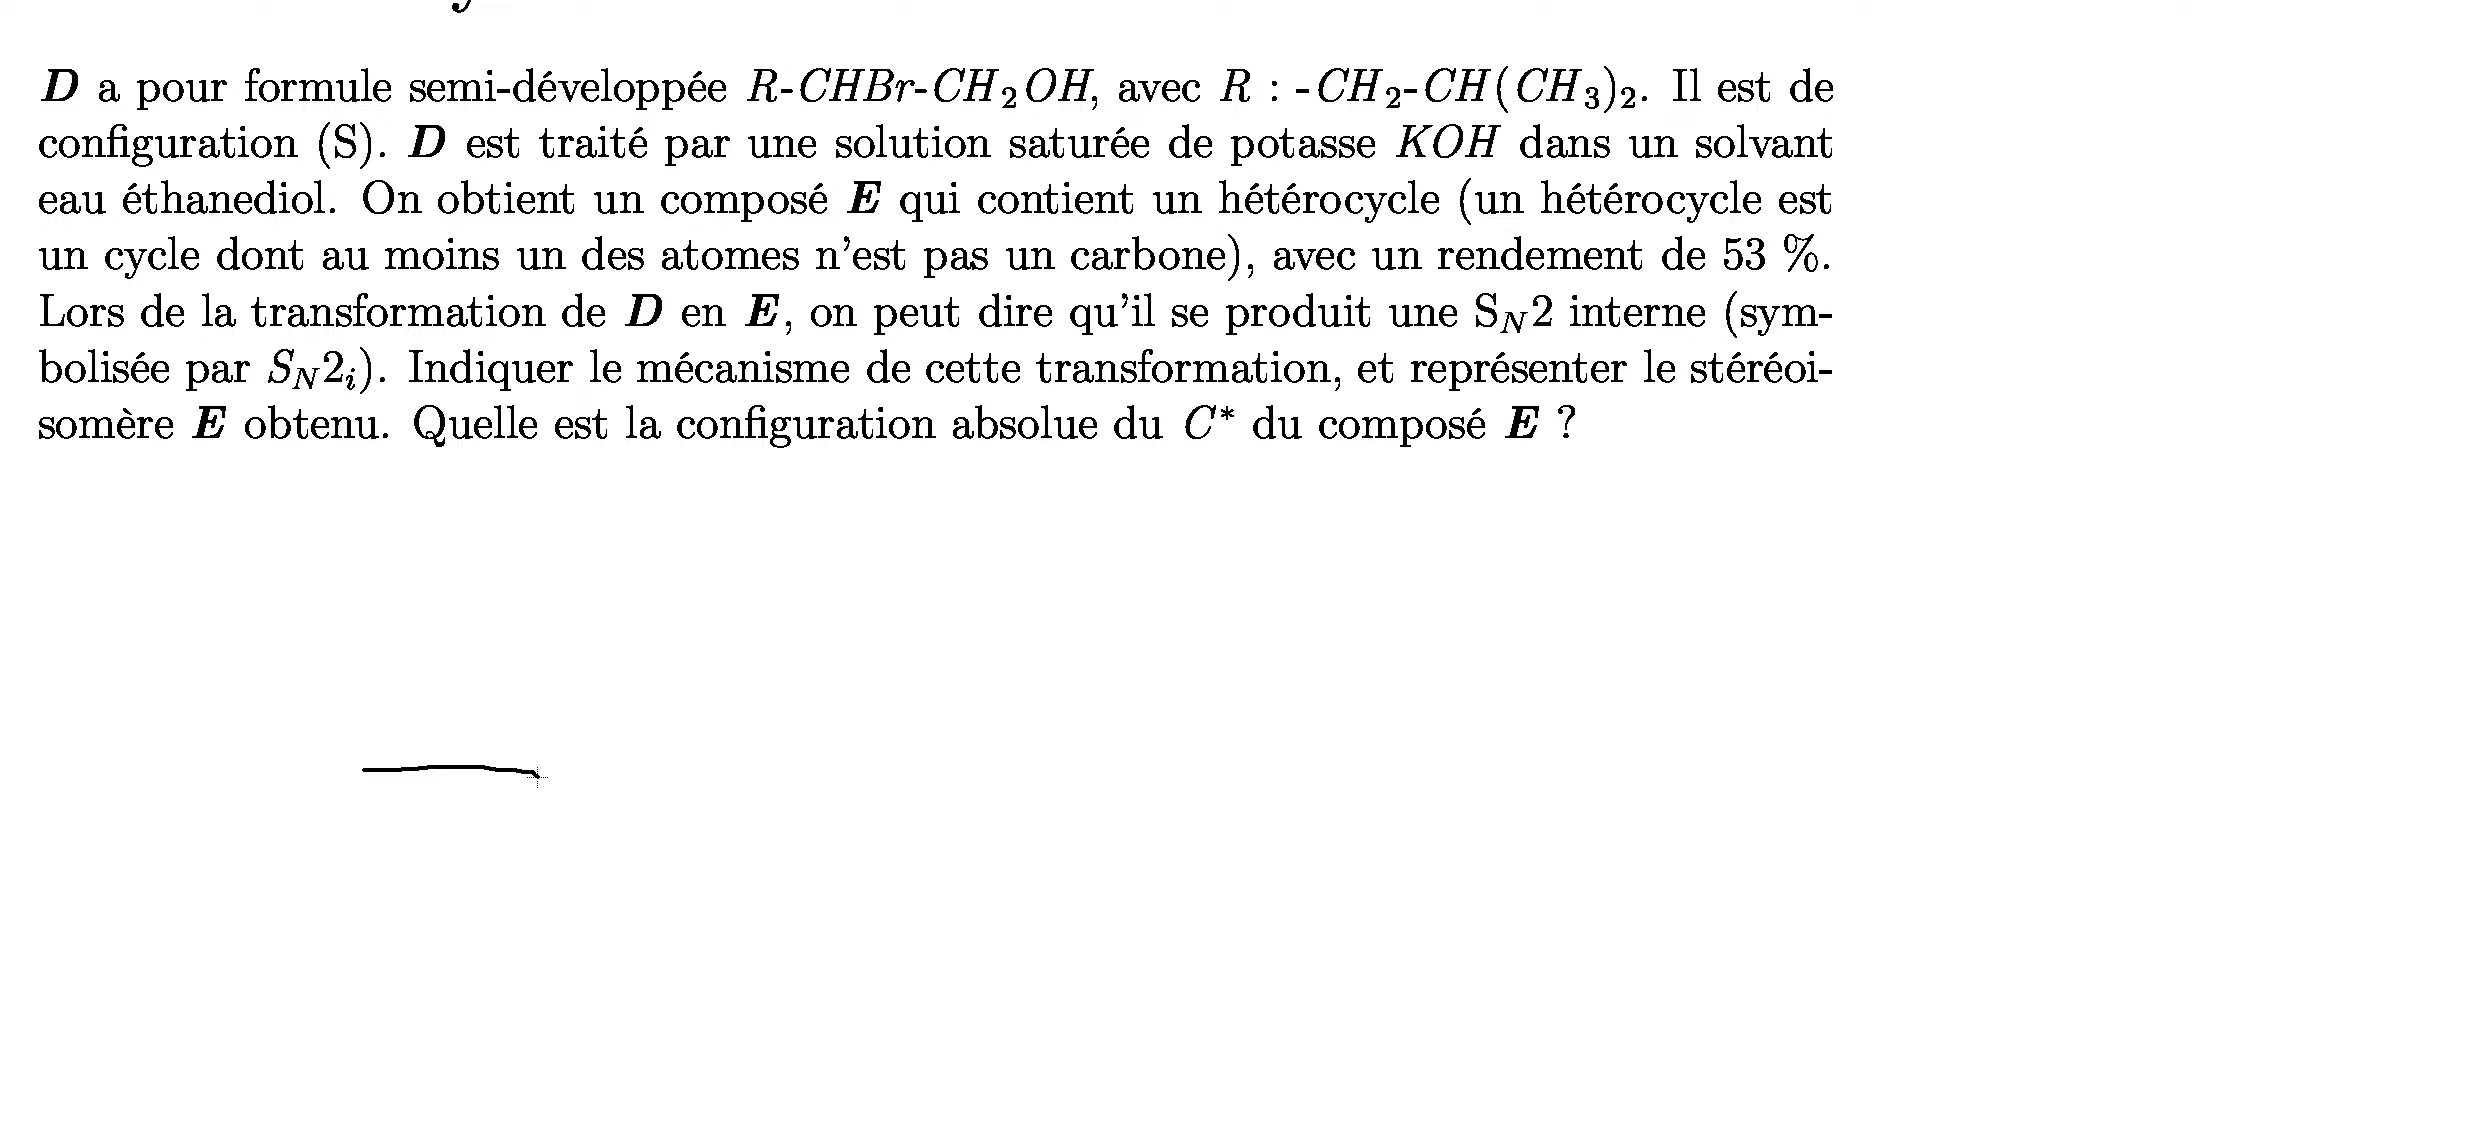 D a pour formule semi-développée R-CHBr-CH₂OH, avec R : -CH₂-CH(CH₃)₂. Il est de
configuration (S). D est traité par une solution saturée de potasse KOH dans un solvant
eau éthanediol. On obtient un composé E qui contient un hétérocycle (un hétérocycle est
un cycle dont au moins un des atomes n'est pas un carbone), avec un rendement de 53 %.
Lors de la transformation de D en E, on peut dire qu'il se produit une S_N2 interne (sym-
bolisée par S_N2ᵢ). Indiquer le mécanisme de cette transformation, et représenter le stéréoi-
somère E obtenu. Quelle est la configuration absolue du C* du composé E ?